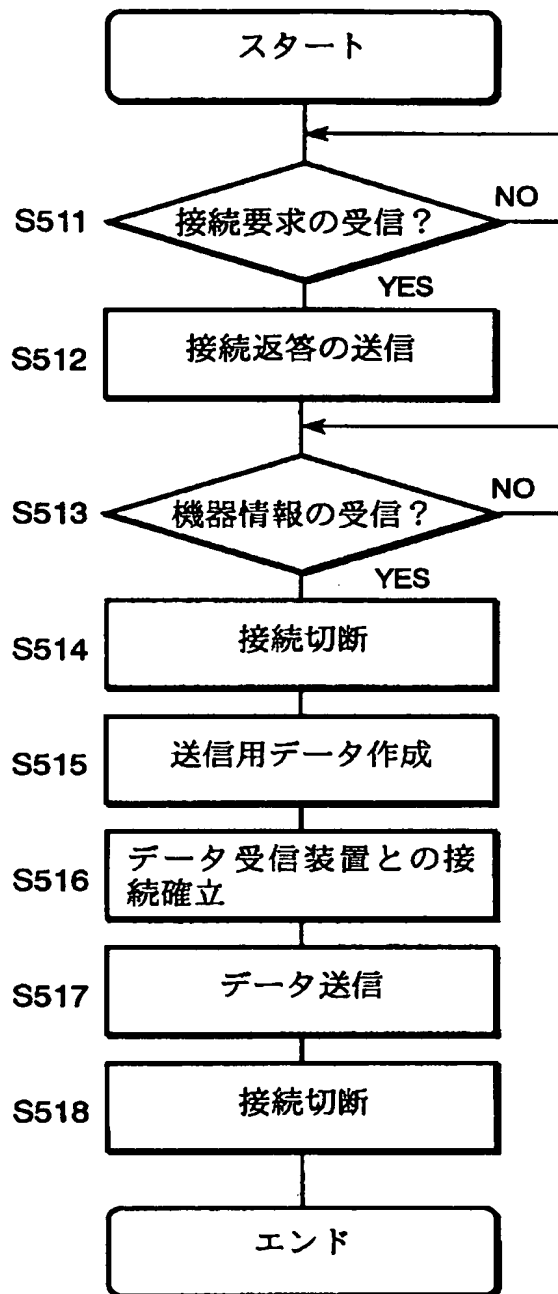 スタート
S511
接続要求の受信？
NO
YES
S512
接続返答の送信
S513
機器情報の受信？
NO
YES
S514
接続切断
S515
送信用データ作成
S516
データ受信装置との接
続確立
S517
データ送信
S518
接続切断
エンド